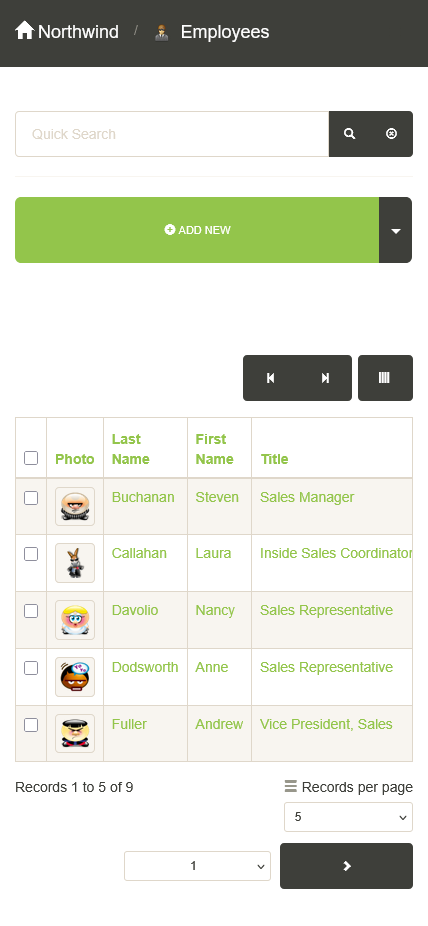 Northwind / Employees
Quick Search
ADD NEW
Photo Last Name First Name Title
Buchanan Steven Sales Manager
Callahan Laura Inside Sales Coordinator
Davolio Nancy Sales Representative
Dodsworth Anne Sales Representative
Fuller Andrew Vice President, Sales
Records 1 to 5 of 9 Records per page
5
1